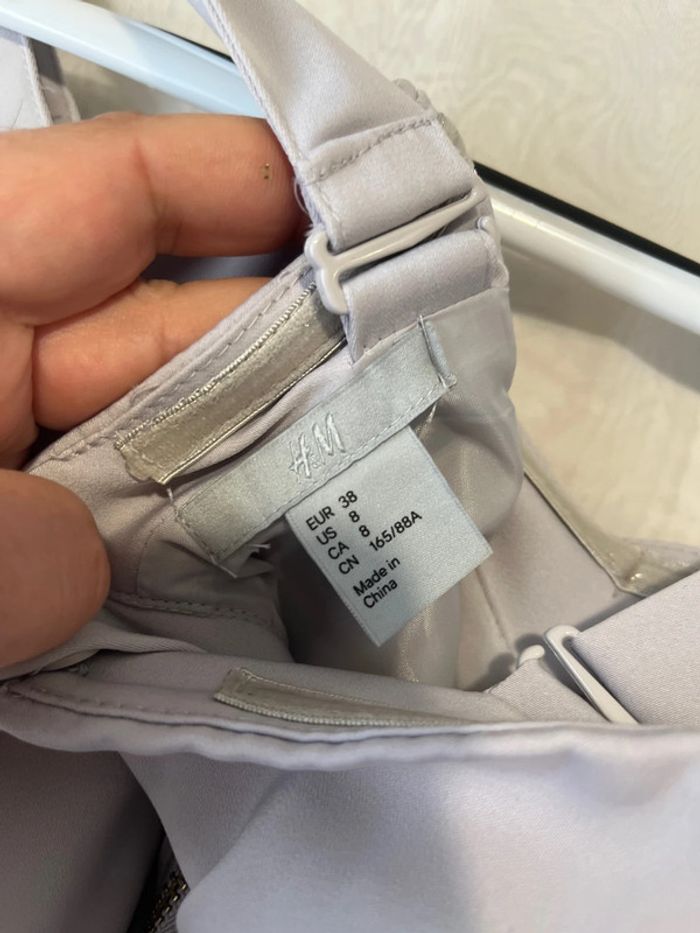 H&M
EUR 38
US 8
CA 8
CN 165/88A
Made in
China